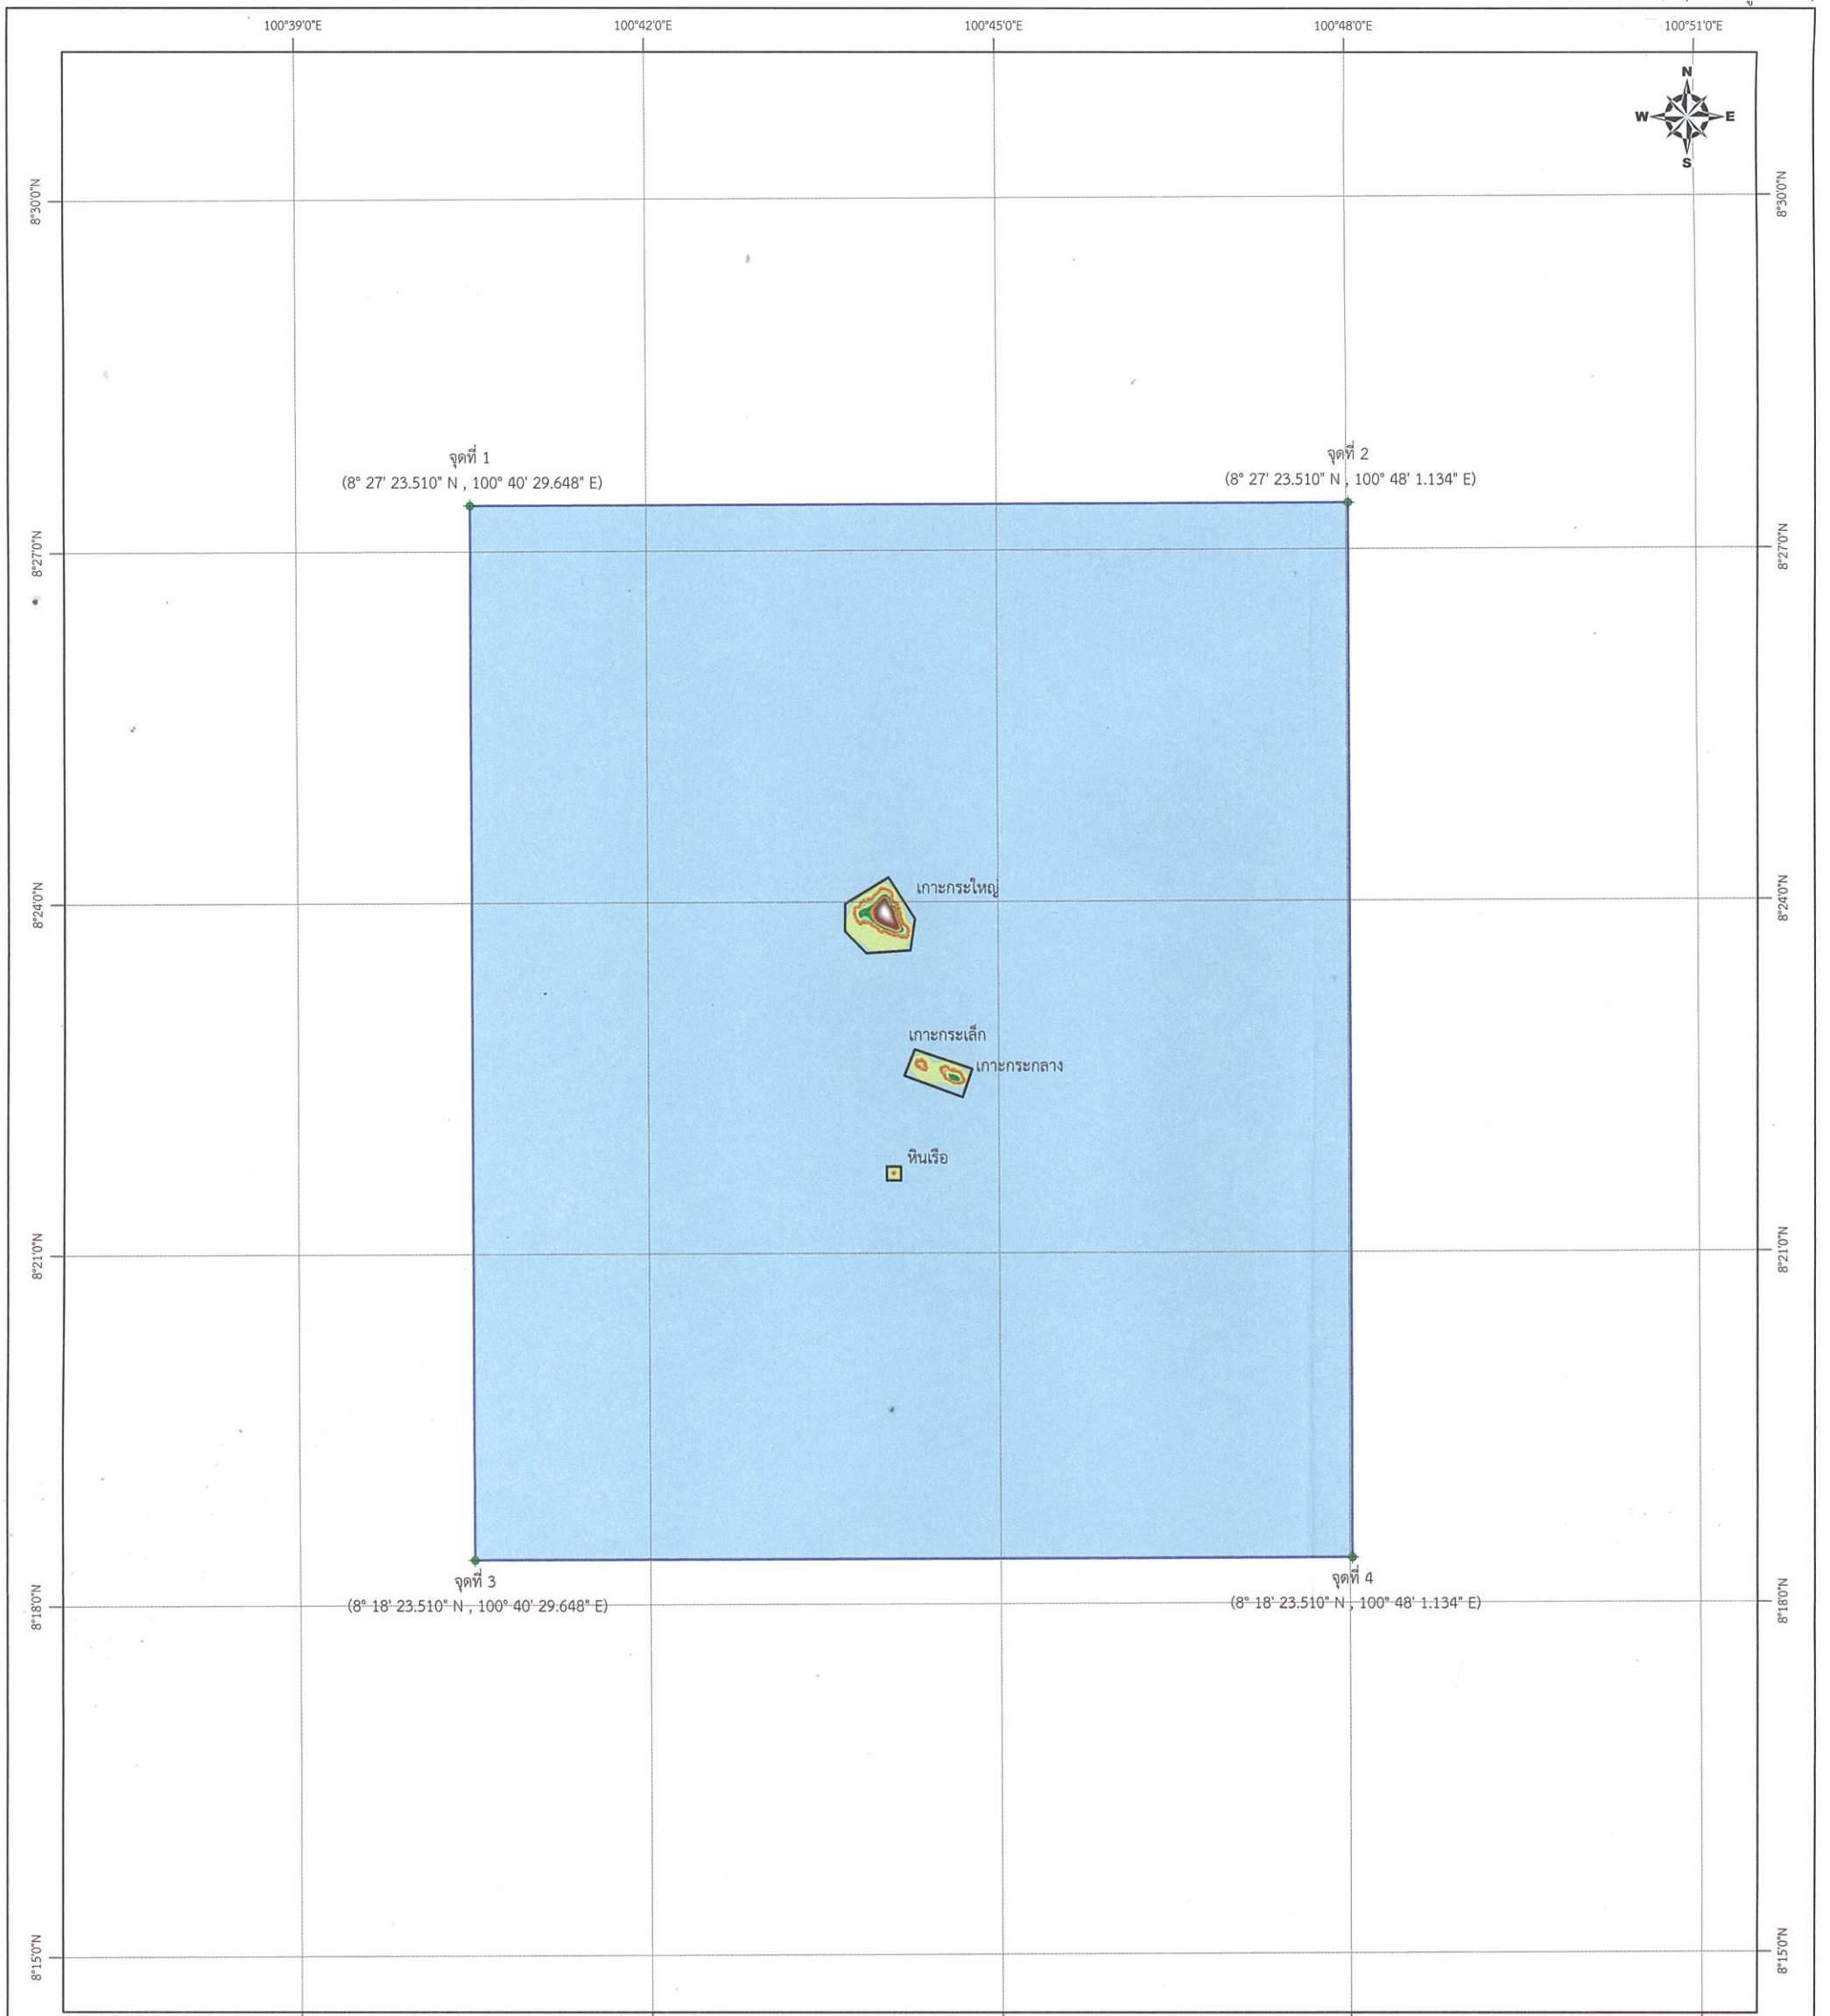 100°39'0"E 100°42'0"E 100°45'0"E 100°48'0"E 100°51'0"E
N
W E
S
8°30'0"N 8°30'0"N
จุดที่ 1
(8° 27' 23.510" N , 100° 40' 29.648" E)
จุดที่ 2
(8° 27' 23.510" N , 100° 48' 1.134" E)
8°27'0"N 8°27'0"N
เกาะกระใหญ่
8°24'0"N 8°24'0"N
เกาะกระเล็ก
เกาะกระกลาง
หินเรือ
8°21'0"N 8°21'0"N
จุดที่ 3
(8° 18' 23.510" N , 100° 40' 29.648" E)
จุดที่ 4
(8° 18' 23.510" N , 100° 48' 1.134" E)
8°18'0"N 8°18'0"N
8°15'0"N 8°15'0"N